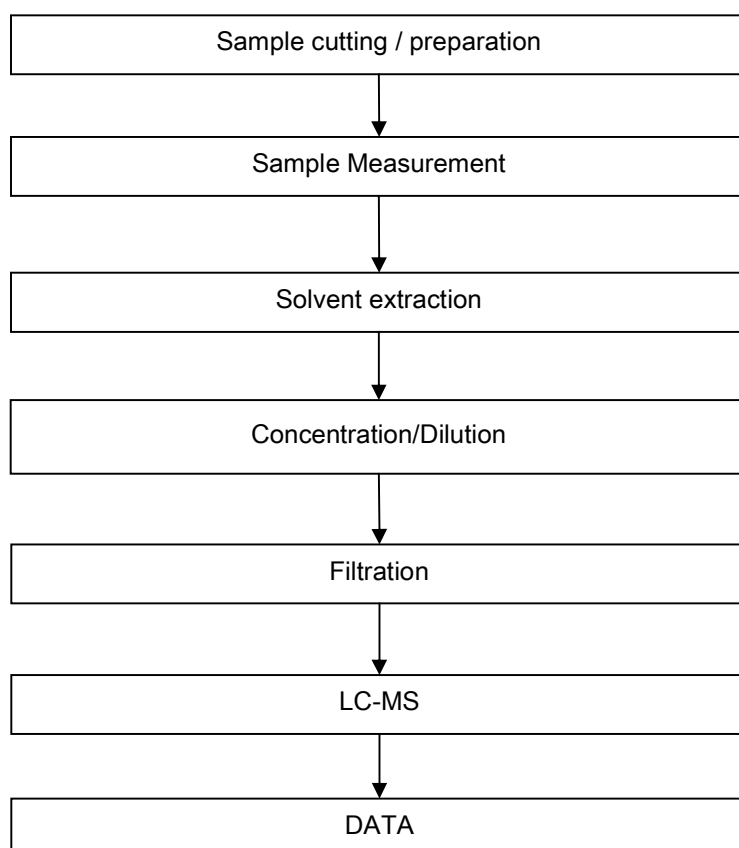 Sample cutting / preparation
Sample Measurement
Solvent extraction
Concentration/Dilution
Filtration
LC-MS
DATA